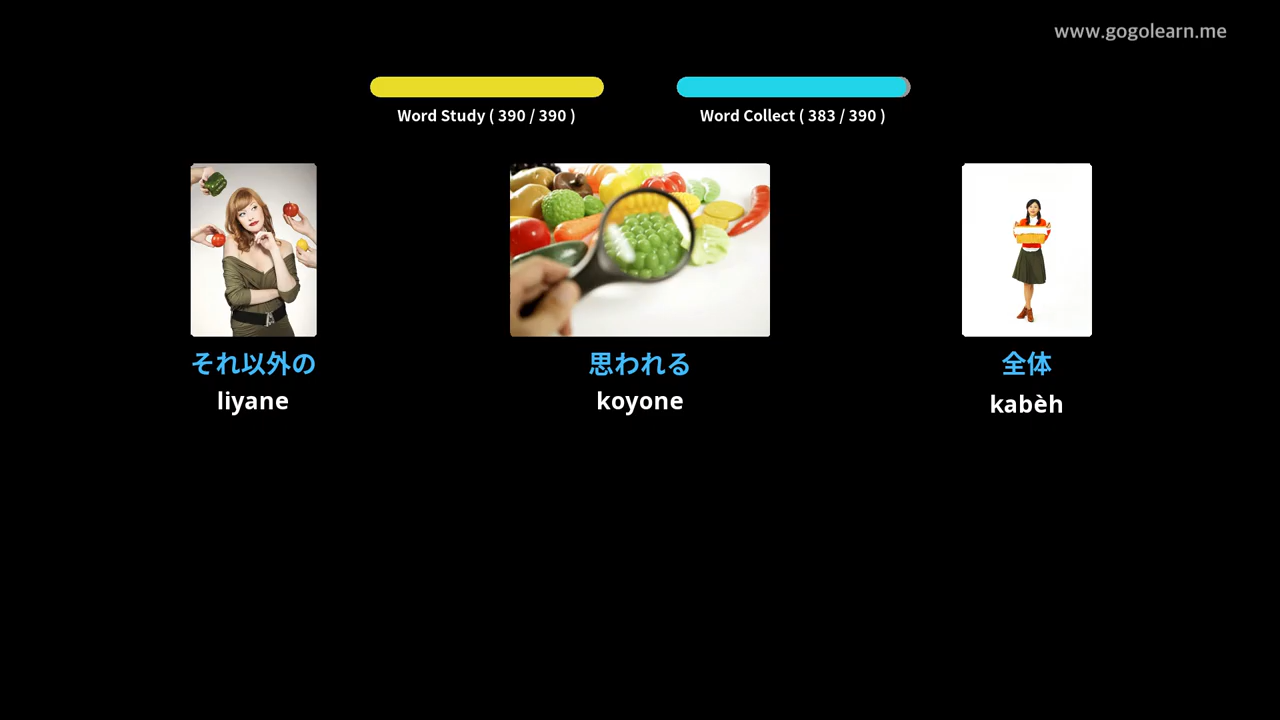 www.gogolearn.me
Word Study ( 390 / 390 )
Word Collect ( 383 / 390 )
それ以外の
liyane
思われる
koyone
全体
kabèh